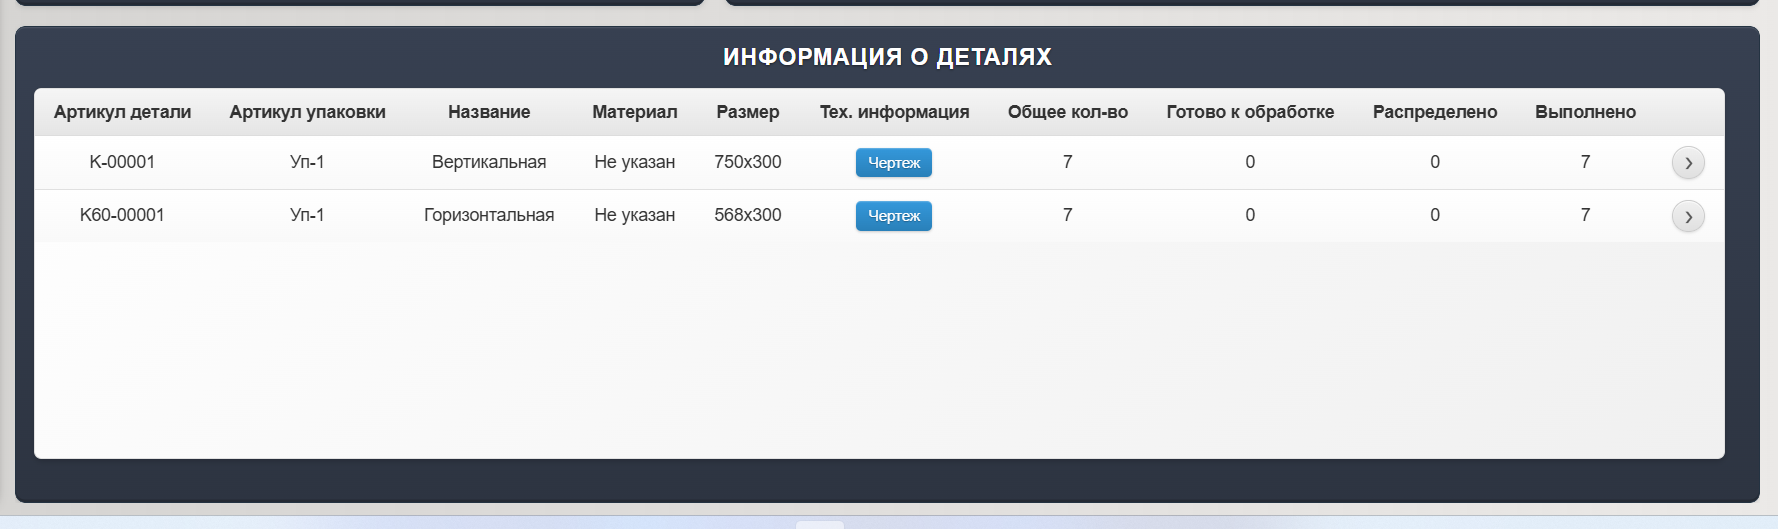 ИНФОРМАЦИЯ О ДЕТАЛЯХ
Артикул детали Артикул упаковки Название Материал Размер Тех. информация Общее кол-во Готово к обработке Распределено Выполнено
K-00001 Уп-1 Вертикальная Не указан 750x300 Чертеж 7 0 0 7
K60-00001 Уп-1 Горизонтальная Не указан 568x300 Чертеж 7 0 0 7